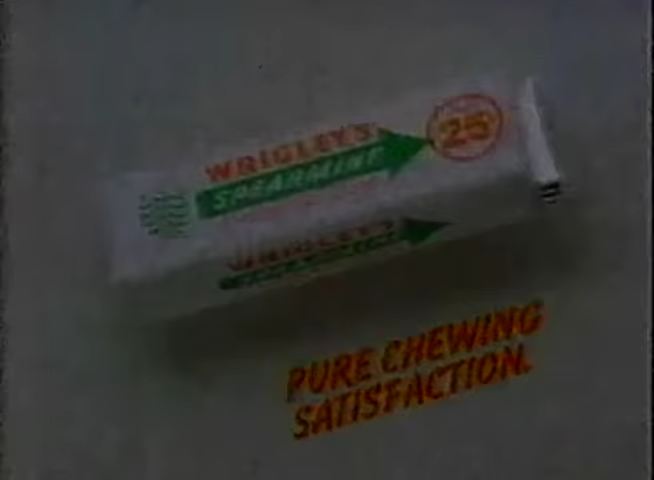 WRIGLEY'S
SPEARMINT
25
WRIGLEY'S
PURE CHEWING
SATISFACTION.